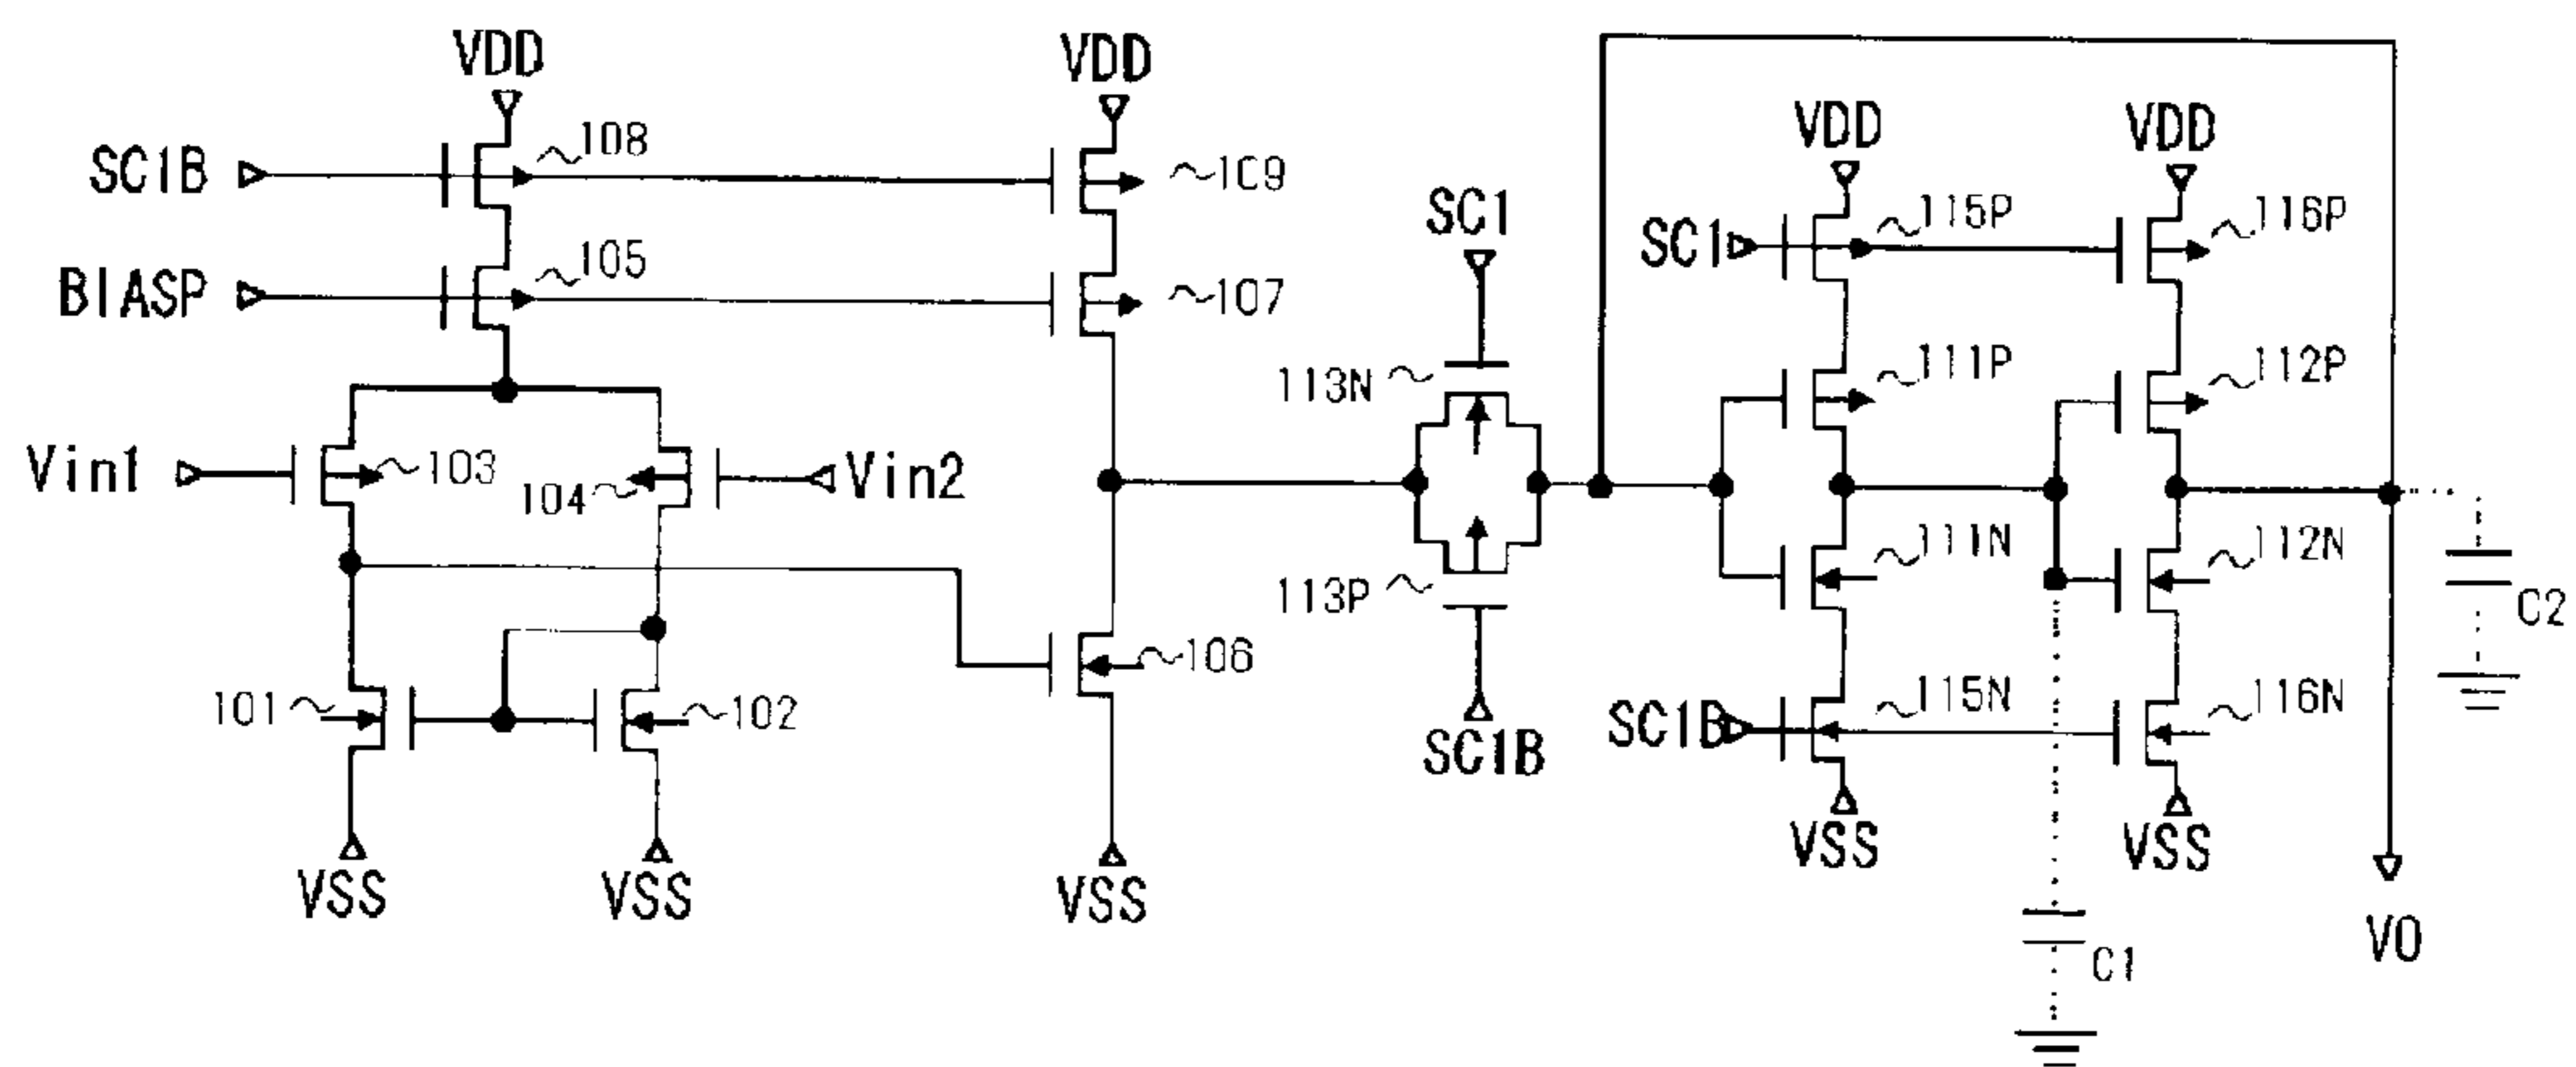 VDD
VDD
SC1B
108
109
BIASP
105
107
Vin1
103
104
Vin2
101
102
106
VSS
VSS
VSS
SC1
113N
113P
SC1B
VDD
VDD
SC1
115P
116P
111P
112P
111N
112N
SC1B
115N
116N
VSS
VSS
C2
C1
VO